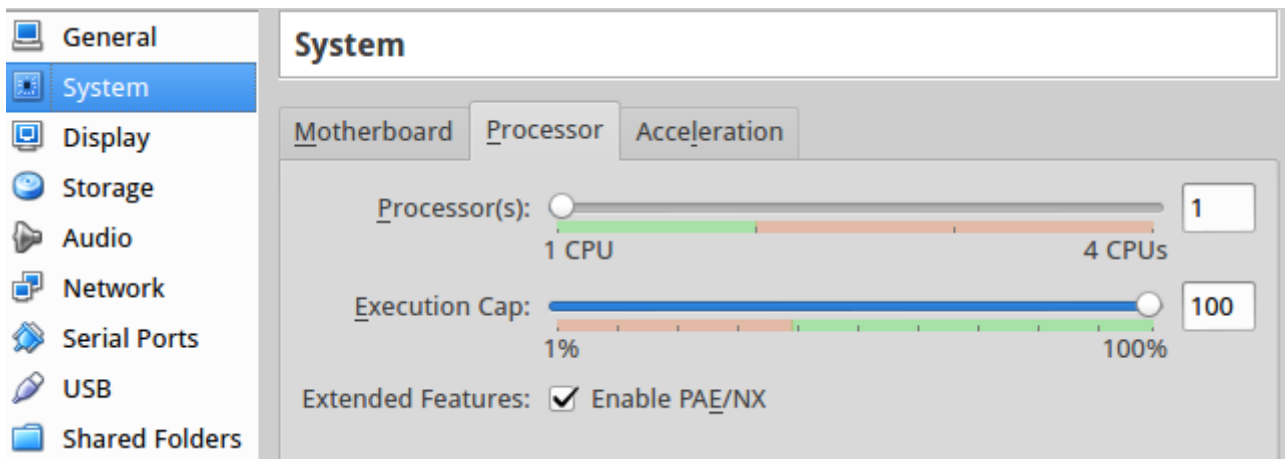 General
System
Display
Storage
Audio
Network
Serial Ports
USB
Shared Folders
System
Motherboard Processor Acceleration
Processor(s): 1
1 CPU 4 CPUs
Execution Cap: 100
1% 100%
Extended Features: Enable PAE/NX